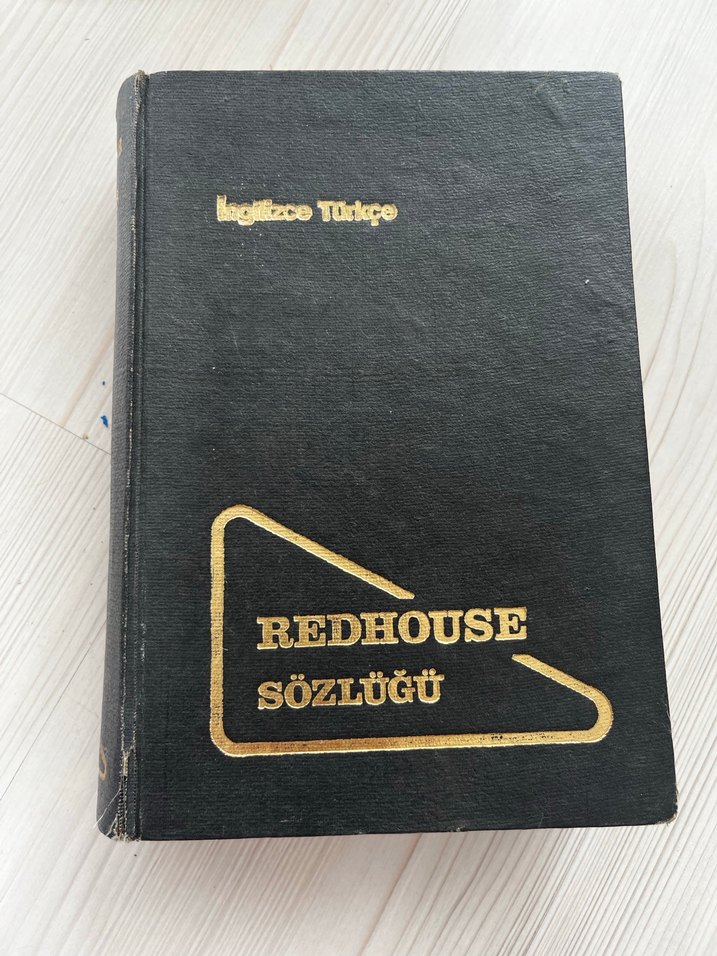 İngilizce Türkçe
REDHOUSE
SÖZLÜĞÜ